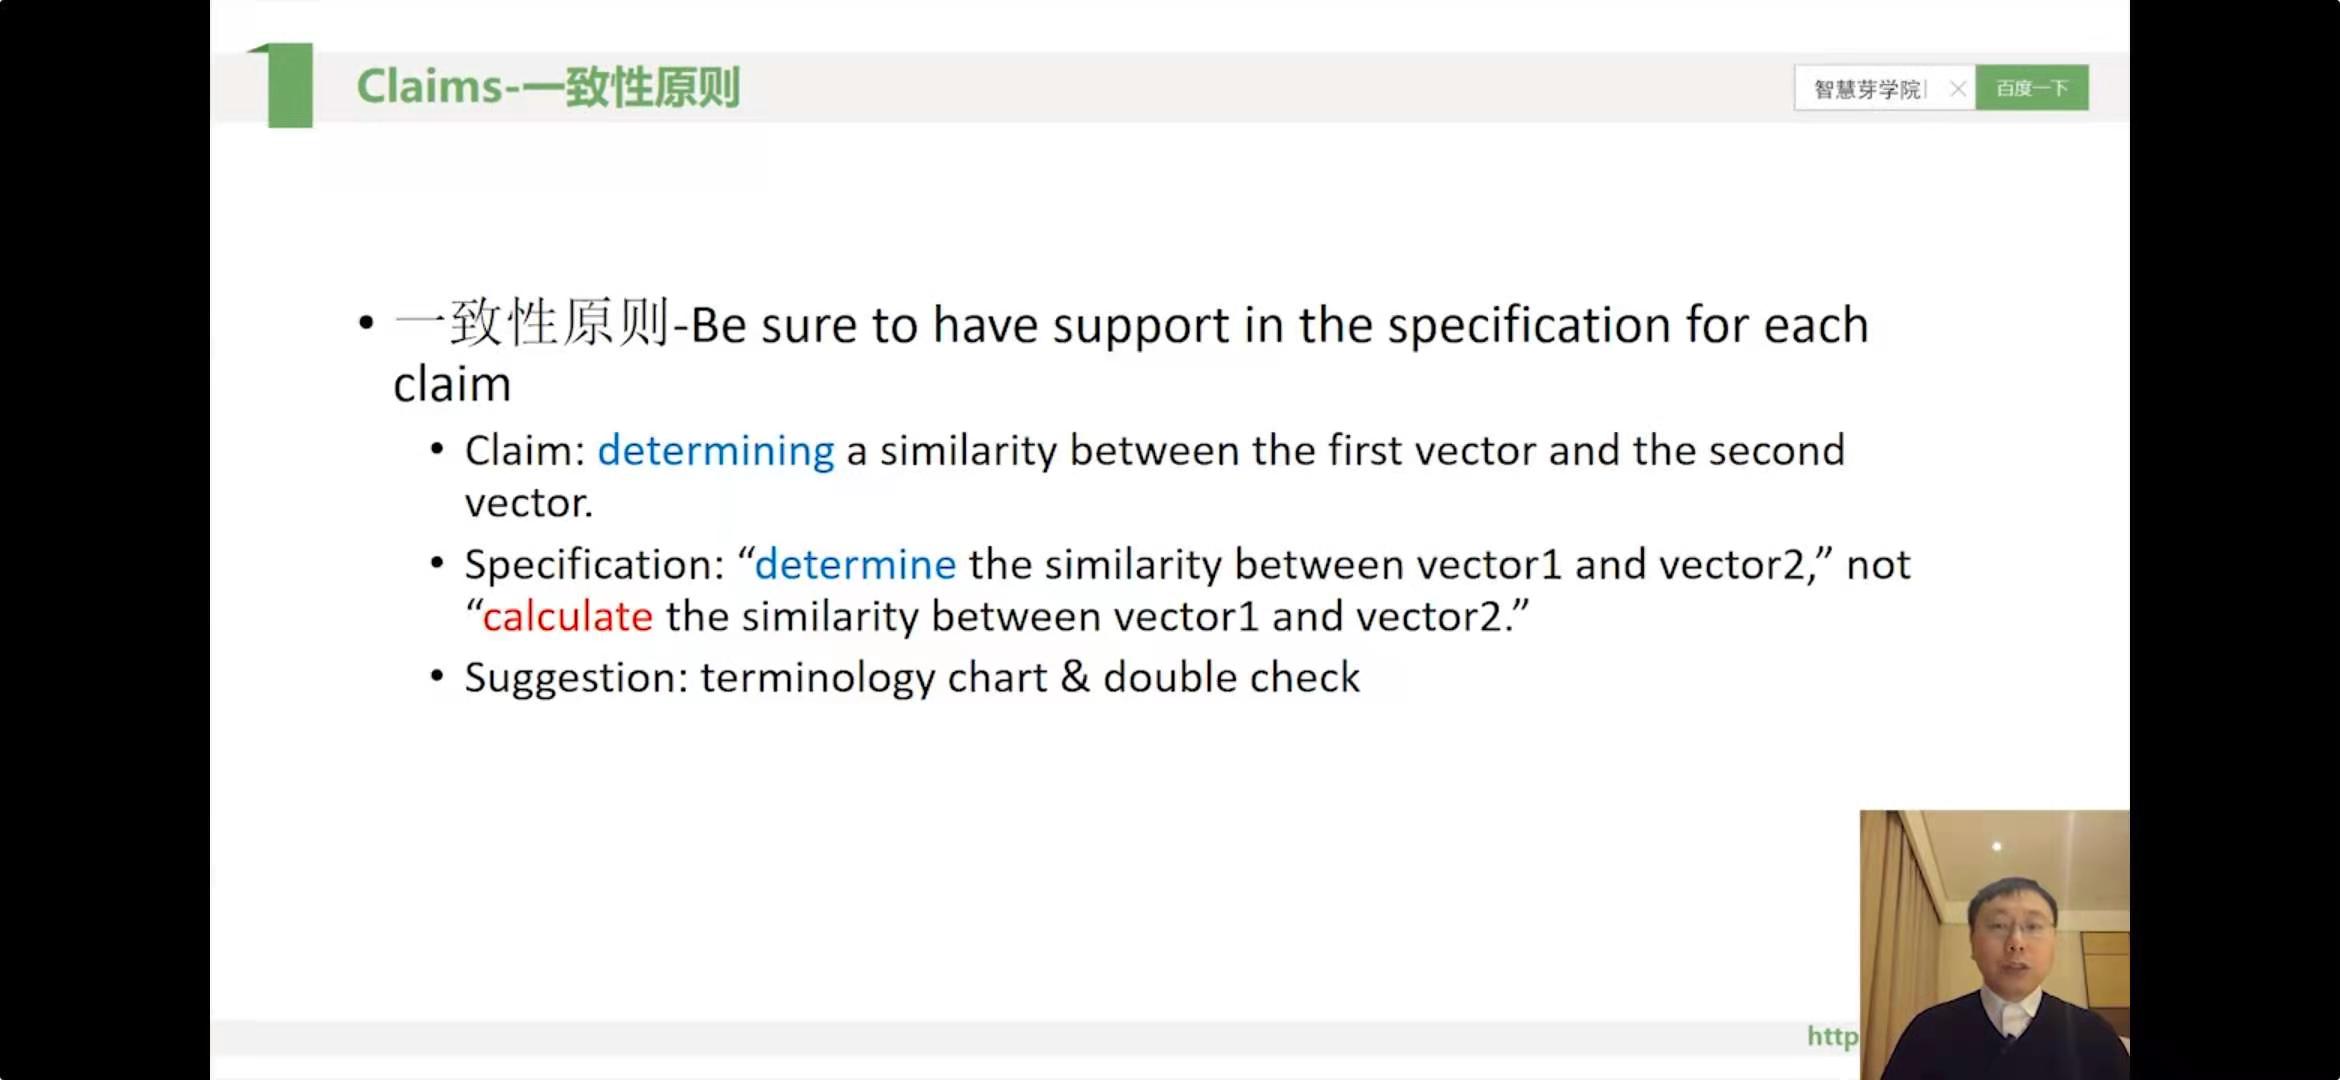 Claims-一致性原则
智慧芽学院
百度一下
• 一致性原则-Be sure to have support in the specification for each
claim
• Claim: determining a similarity between the first vector and the second
vector.
• Specification: “determine the similarity between vector1 and vector2,” not
“calculate the similarity between vector1 and vector2.”
• Suggestion: terminology chart & double check
http